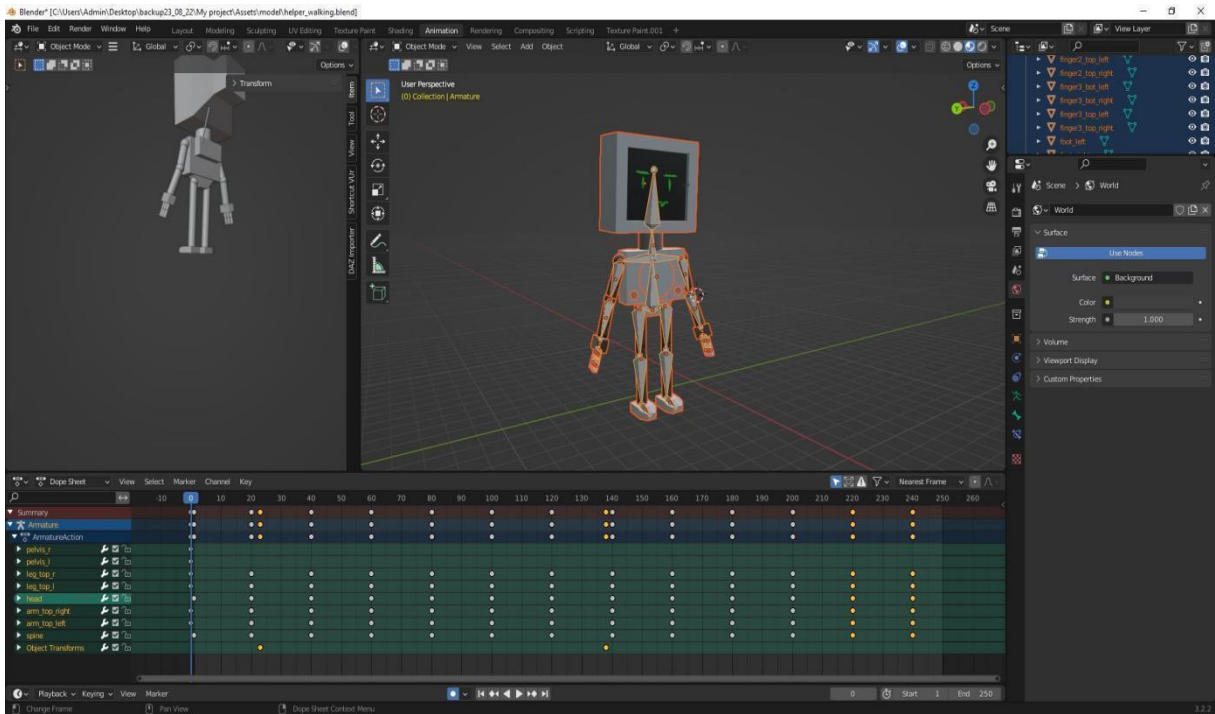 Blender* [C:\Users\Admin\Desktop\backup23_08_22\My project\Assets\model\helper_walking.blend]
File Edit Render Window Help Layout Modeling Sculpting UV Editing Texture Paint Shading Animation Rendering Compositing Scripting Texture Paint.001 + Scene View Layer
Object Mode Global Object Mode View Select Add Object Global
Options Options
Transform
Item
Tool
View
Shortcut VUr
DAZ Importer
User Perspective
(0) Collection | Armature
Z
Y
finger2_top_left
finger2_top_right
finger3_bot_left
finger3_bot_right
finger3_top_left
finger3_top_right
foot_left
Scene > World
World
Surface
Use Nodes
Surface Background
Color
Strength 1.000
Volume
Viewport Display
Custom Properties
Dope Sheet View Select Marker Channel Key Nearest Frame
-10 0 10 20 30 40 50 60 70 80 90 100 110 120 130 140 150 160 170 180 190 200 210 220 230 240 250 260
Summary
Armature
ArmatureAction
pelvis_r
pelvis_l
leg_top_r
leg_top_l
head
arm_top_right
arm_top_left
spine
Object Transforms
Playback Keying View Marker 0 Start 1 End 250
Change Frame Pan View Dope Sheet Context Menu 3.2.2